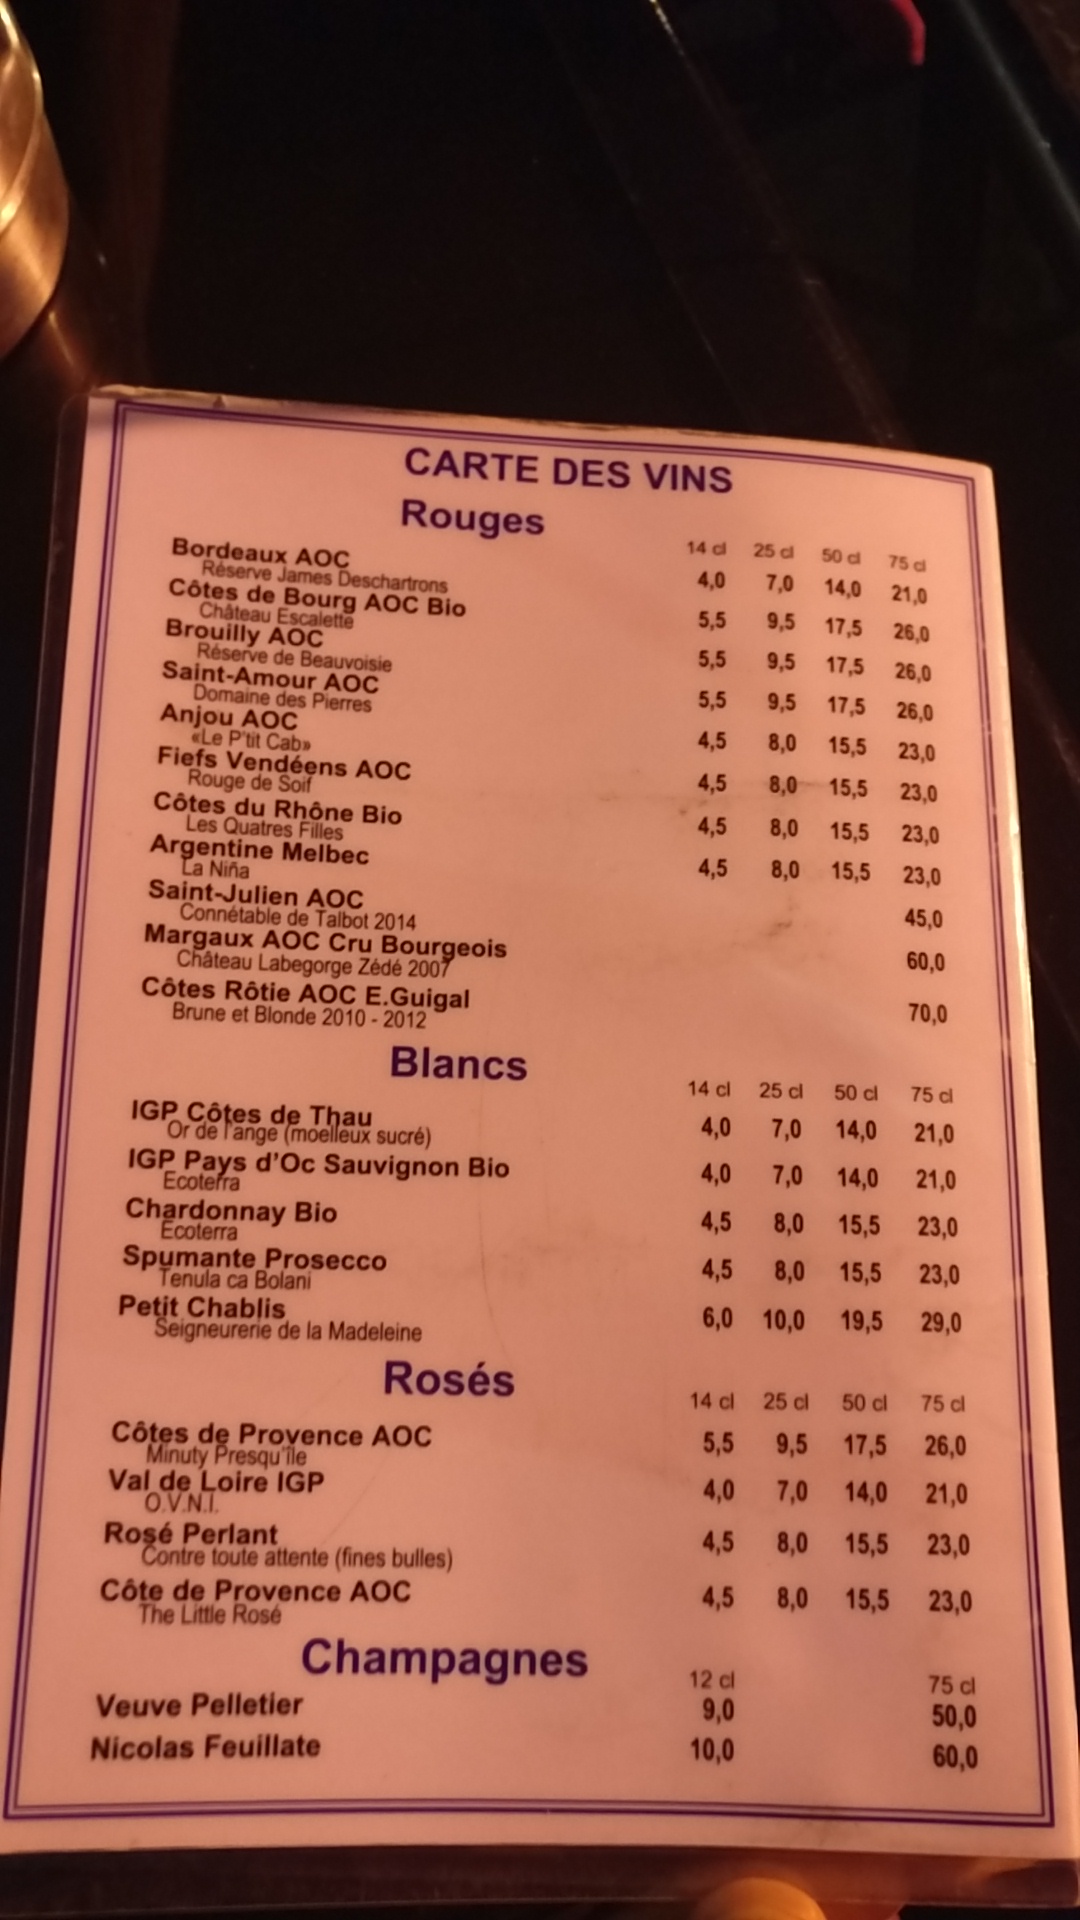 CARTE DES VINS
Rouges
14 cl 25 cl 50 cl 75 cl
Bordeaux AOC 4,0 7,0 14,0 21,0
Réserve James Deschartrons
Côtes de Bourg AOC Bio 5,5 9,5 17,5 26,0
Château Escalette
Brouilly AOC 5,5 9,5 17,5 26,0
Réserve de Beauvoisie
Saint-Amour AOC 5,5 9,5 17,5 26,0
Domaine des Pierres
Anjou AOC 4,5 8,0 15,5 23,0
«Le P'tit Cab»
Fiefs Vendéens AOC 4,5 8,0 15,5 23,0
Rouge de Soif
Côtes du Rhône Bio 4,5 8,0 15,5 23,0
Les Quatres Filles
Argentine Melbec 4,5 8,0 15,5 23,0
La Niña
Saint-Julien AOC 45,0
Connétable de Talbot 2014
Margaux AOC Cru Bourgeois 60,0
Château Labegorge Zédé 2007
Côtes Rôtie AOC E.Guigal 70,0
Brune et Blonde 2010 - 2012
Blancs
14 cl 25 cl 50 cl 75 cl
IGP Côtes de Thau 4,0 7,0 14,0 21,0
Or de l'ange (moelleux sucré)
IGP Pays d'Oc Sauvignon Bio 4,0 7,0 14,0 21,0
Ecoterra
Chardonnay Bio 4,5 8,0 15,5 23,0
Ecoterra
Spumante Prosecco 4,5 8,0 15,5 23,0
Tenula ca Bolani
Petit Chablis 6,0 10,0 19,5 29,0
Seigneurerie de la Madeleine
Rosés
14 cl 25 cl 50 cl 75 cl
Côtes de Provence AOC 5,5 9,5 17,5 26,0
Minuty Presqu'île
Val de Loire IGP 4,0 7,0 14,0 21,0
O.V.N.I.
Rosé Perlant 4,5 8,0 15,5 23,0
Contre toute attente (fines bulles)
Côte de Provence AOC 4,5 8,0 15,5 23,0
The Little Rosé
Champagnes
12 cl 75 cl
Veuve Pelletier 9,0 50,0
Nicolas Feuillate 10,0 60,0